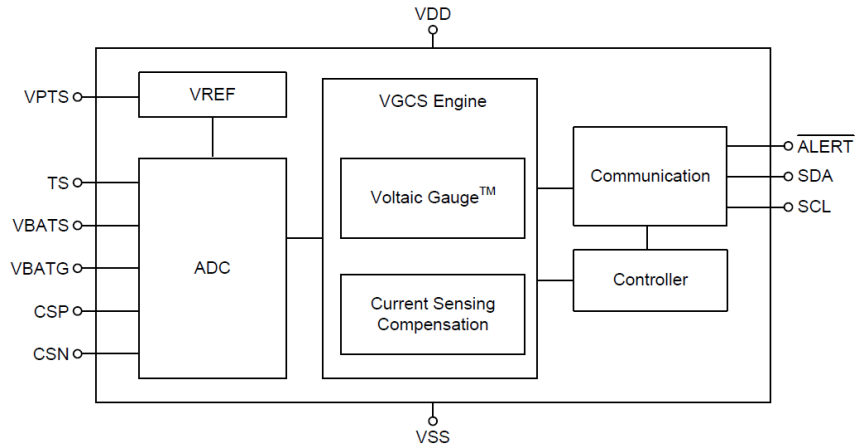 VDD
VPTS
VREF
VGCS Engine
TS
VBATS
VBATG
CSP
CSN
ADC
Voltaic Gauge™
Current Sensing
Compensation
Communication
Controller
ALERT
SDA
SCL
VSS